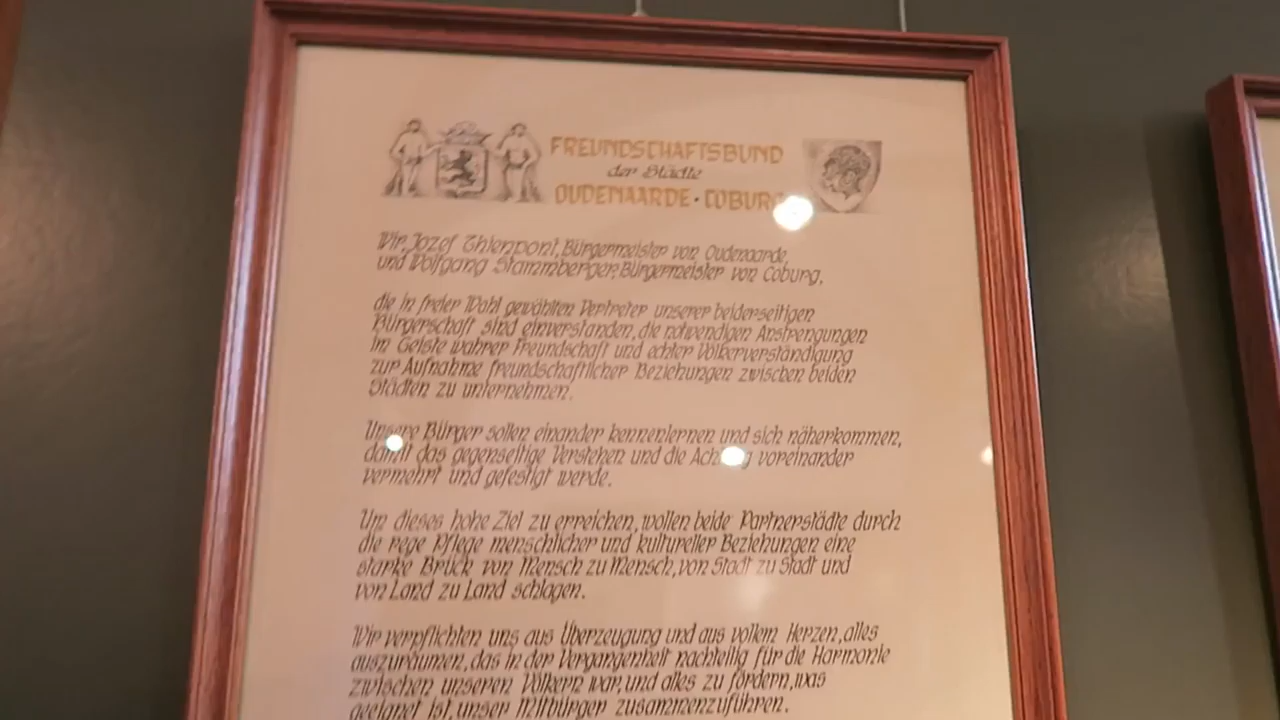 FREUNDSCHAFTSBUND
der Städte
OUDENAARDE · COBURG
Wir, Jozef Thienpont, Bürgermeister von Oudenaarde,
und Wolfgang Stammberger, Bürgermeister von Coburg,
die in freier Wahl gewählten Vertreter unserer beiderseitigen
Bürgerschaft sind einverstanden, die notwendigen Anstrengungen
im Geiste wahrer Freundschaft und echter Völkerverständigung
zur Aufnahme freundschaftlicher Beziehungen zwischen beiden
Städten zu unternehmen.
Unsere Bürger sollen einander kennenlernen und sich näherkommen,
damit das gegenseitige Verstehen und die Achtung voreinander
vermehrt und gefestigt werde.
Um dieses hohe Ziel zu erreichen, wollen beide Partnerstädte durch
die rege Pflege menschlicher und kultureller Beziehungen eine
starke Brück von Mensch zu Mensch, von Stadt zu Stadt und
von Land zu Land schlagen.
Wir verpflichten uns aus Überzeugung und aus vollem Herzen, alles
auszuräumen, das in der Vergangenheit nachteilig für die Harmonie
zwischen unseren Völkern war, und alles zu fördern, was
geeignet ist, unser Mitbürger zusammenzuführen.